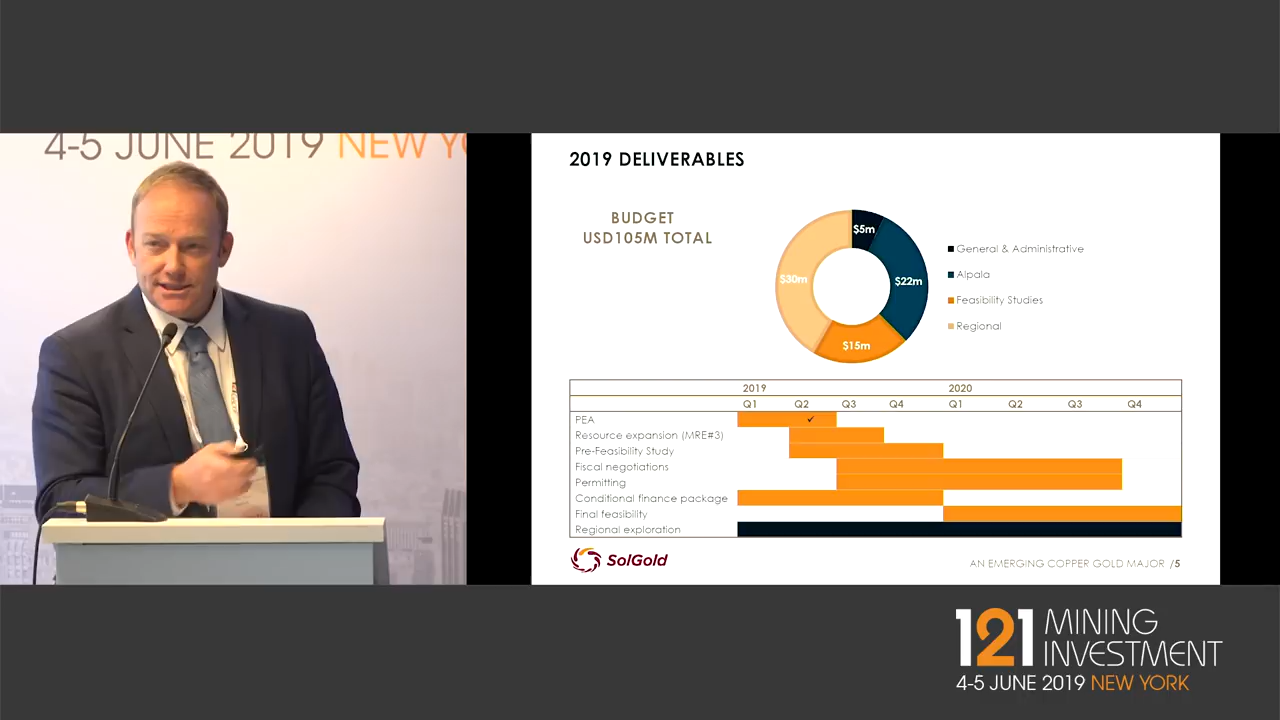 4-5 JUNE 2019 NEW Y
2019 DELIVERABLES
BUDGET
USD105M TOTAL
$5m
$22m
$15m
$30m
General & Administrative
Alpala
Feasibility Studies
Regional
2019 2020
Q1 Q2 Q3 Q4 Q1 Q2 Q3 Q4
PEA ✓
Resource expansion (MRE#3)
Pre-Feasibility Study
Fiscal negotiations
Permitting
Conditional finance package
Final feasibility
Regional exploration
SolGold
AN EMERGING COPPER GOLD MAJOR /5
121 MINING
INVESTMENT
4-5 JUNE 2019 NEW YORK